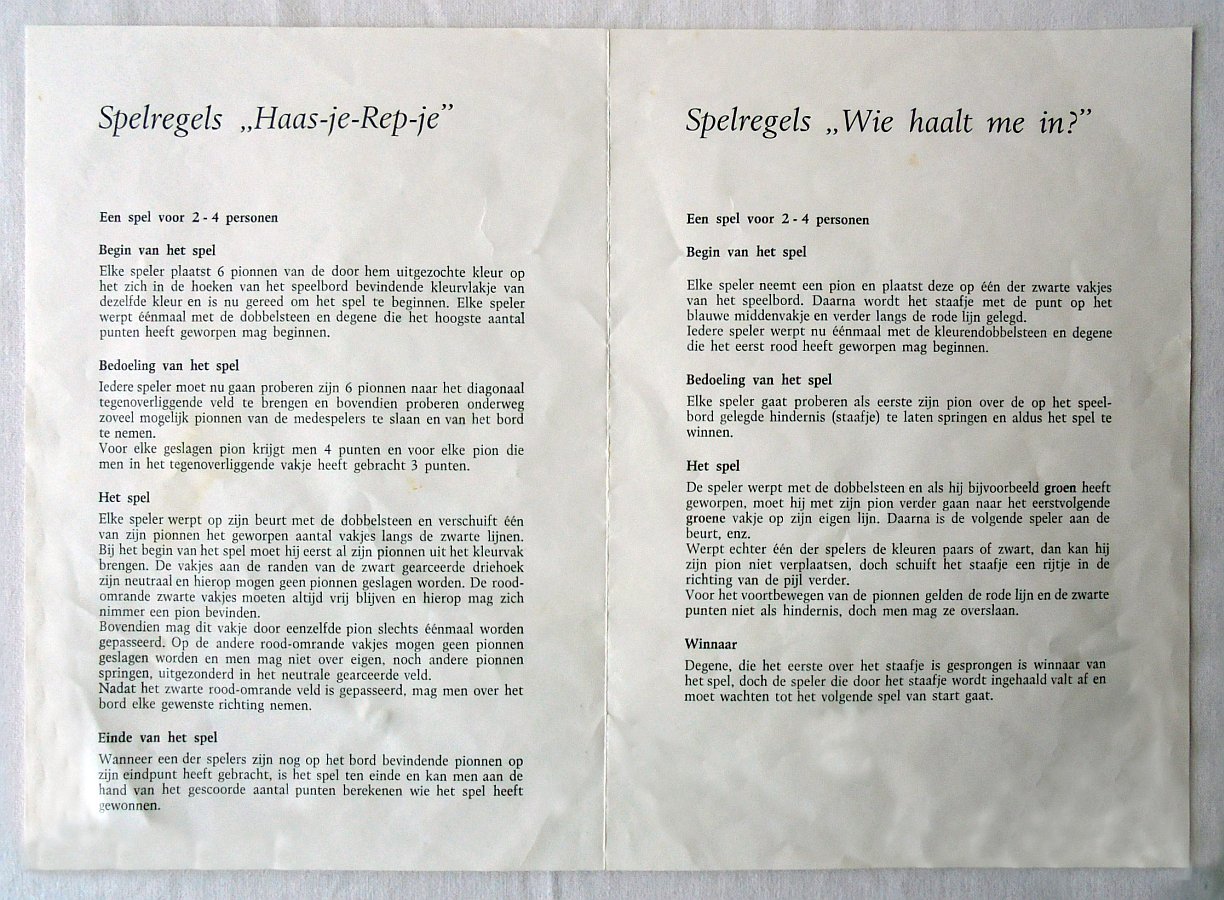 Spelregels „Haas-je-Rep-je”
Een spel voor 2 - 4 personen
Begin van het spel
Elke speler plaatst 6 pionnen van de door hem uitgezochte kleur op
het zich in de hoeken van het speelbord bevindende kleurvlakje van
dezelfde kleur en is nu gereed om het spel te beginnen. Elke speler
werpt éénmaal met de dobbelsteen en degene die het hoogste aantal
punten heeft geworpen mag beginnen.
Bedoeling van het spel
Iedere speler moet nu gaan proberen zijn 6 pionnen naar het diagonaal
tegenoverliggende veld te brengen en bovendien proberen onderweg
zoveel mogelijk pionnen van de medespelers te slaan en van het bord
te nemen.
Voor elke geslagen pion krijgt men 4 punten en voor elke pion die
men in het tegenoverliggende vakje heeft gebracht 3 punten.
Het spel
Elke speler werpt op zijn beurt met de dobbelsteen en verschuift één
van zijn pionnen het geworpen aantal vakjes langs de zwarte lijnen.
Bij het begin van het spel moet hij eerst al zijn pionnen uit het kleurvak
brengen. De vakjes aan de randen van de zwart gearceerde driehoek
zijn neutraal en hierop mogen geen pionnen geslagen worden. De rood-
omrande zwarte vakjes moeten altijd vrij blijven en hierop mag zich
nimmer een pion bevinden.
Bovendien mag dit vakje door eenzelfde pion slechts éénmaal worden
gepasseerd. Op de andere rood-omrande vakjes mogen geen pionnen
geslagen worden en men mag niet over eigen, noch andere pionnen
springen, uitgezonderd in het neutrale gearceerde veld.
Nadat het zwarte rood-omrande veld is gepasseerd, mag men over het
bord elke gewenste richting nemen.
Einde van het spel
Wanneer een der spelers zijn nog op het bord bevindende pionnen op
zijn eindpunt heeft gebracht, is het spel ten einde en kan men aan de
hand van het gescoorde aantal punten berekenen wie het spel heeft
gewonnen.
Spelregels „Wie haalt me in?”
Een spel voor 2 - 4 personen
Begin van het spel
Elke speler neemt een pion en plaatst deze op één der zwarte vakjes
van het speelbord. Daarna wordt het staafje met de punt op het
blauwe middenvakje en verder langs de rode lijn gelegd.
Iedere speler werpt nu éénmaal met de kleurendobbelsteen en degene
die het eerst rood heeft geworpen mag beginnen.
Bedoeling van het spel
Elke speler gaat proberen als eerste zijn pion over de op het speel-
bord gelegde hindernis (staafje) te laten springen en aldus het spel te
winnen.
Het spel
De speler werpt met de dobbelsteen en als hij bijvoorbeeld groen heeft
geworpen, moet hij met zijn pion verder gaan naar het eerstvolgende
groene vakje op zijn eigen lijn. Daarna is de volgende speler aan de
beurt, enz.
Werpt echter één der spelers de kleuren paars of zwart, dan kan hij
zijn pion niet verplaatsen, doch schuift het staafje een rijtje in de
richting van de pijl verder.
Voor het voortbewegen van de pionnen gelden de rode lijn en de zwarte
punten niet als hindernis, doch men mag ze overslaan.
Winnaar
Degene, die het eerste over het staafje is gesprongen is winnaar van
het spel, doch de speler die door het staafje wordt ingehaald valt af en
moet wachten tot het volgende spel van start gaat.